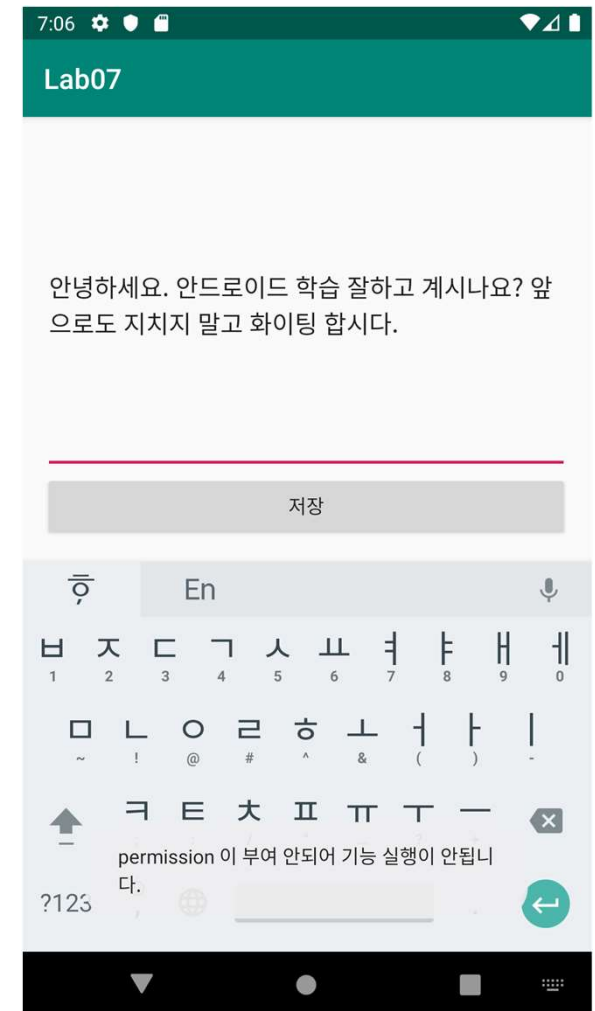 7:06
Lab07
안녕하세요. 안드로이드 학습 잘하고 계시나요? 앞
으로도 지치지 말고 화이팅 합시다.
저장
ㅎ En
ㅂ ㅈ ㄷ ㄱ ㅅ ㅛ ㅕ ㅑ ㅐ ㅔ
1 2 3 4 5 6 7 8 9 0
ㅁ ㄴ ㅇ ㄹ ㅎ ㅗ ㅓ ㅏ ㅣ
~ ! @ # ^ & ( ) -
ㅋ ㅌ ㅊ ㅍ ㅠ ㅜ ㅡ
permission 이 부여 안되어 기능 실행이 안됩니
다.
?123 , .